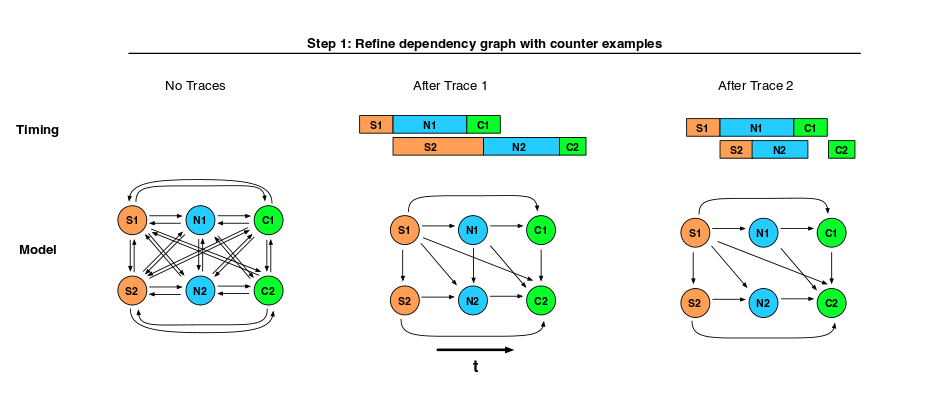 Step 1: Refine dependency graph with counter examples
No Traces
After Trace 1
After Trace 2
Timing
S1 N1 C1
S2 N2 C2
S1 N1 C1
S2 N2 C2
Model
S1 N1 C1
S2 N2 C2
S1 N1 C1
S2 N2 C2
S1 N1 C1
S2 N2 C2
t